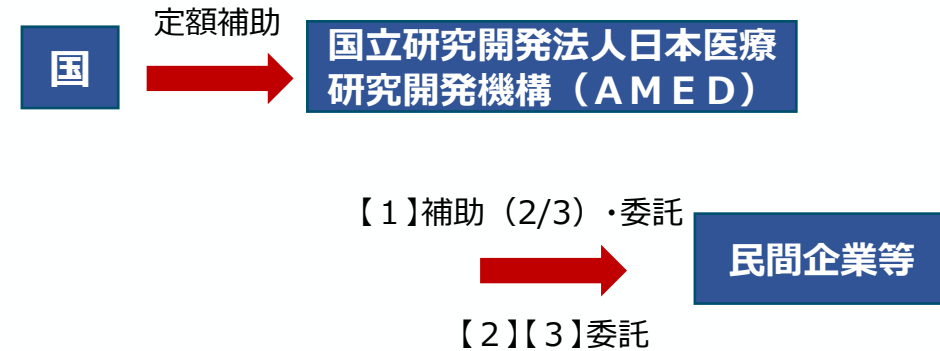 定額補助
国
国立研究開発法人日本医療
研究開発機構（ＡＭＥＤ）
【１】補助（2/3）・委託
民間企業等
【２】【３】委託